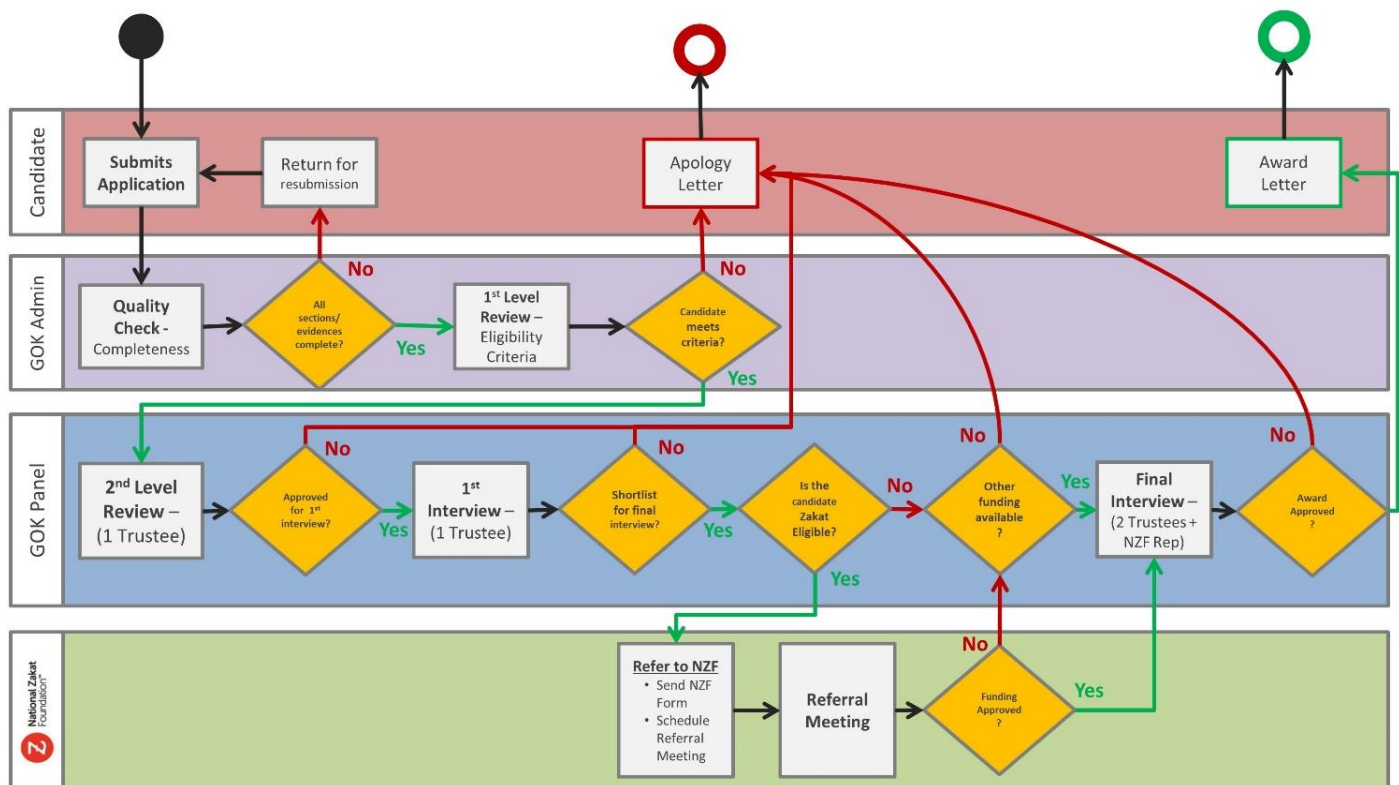 Candidate
Submits
Application
Return for
resubmission
Apology
Letter
Award
Letter
GOK Admin
Quality
Check -
Completeness
All
sections/
evidences
complete?
No
Yes
1st Level
Review –
Eligibility
Criteria
Candidate
meets
criteria?
No
Yes
GOK Panel
2nd Level
Review –
(1 Trustee)
Approved
for 1st
interview?
No
Yes
1st
Interview –
(1 Trustee)
Shortlist
for final
interview?
No
Yes
Is the
candidate
Zakat
Eligible?
No
Yes
Other
funding
available
?
No
Yes
Final
Interview –
(2 Trustees +
NZF Rep)
Award
Approved
?
No
National Zakat
Foundation™
Refer to NZF
• Send NZF
Form
• Schedule
Referral
Meeting
Referral
Meeting
Funding
Approved
?
No
Yes